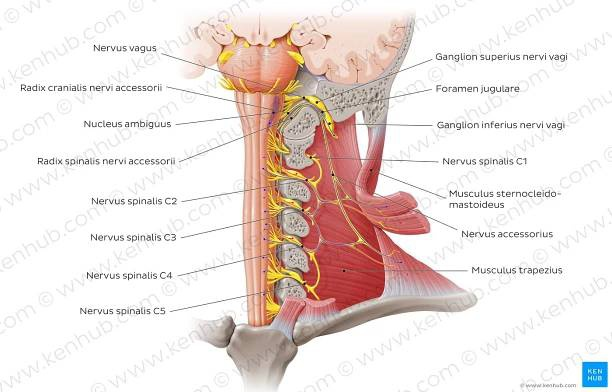 Nervus vagus
Radix cranialis nervi accessorii
Nucleus ambiguus
Radix spinalis nervi accessorii
Nervus spinalis C2
Nervus spinalis C3
Nervus spinalis C4
Nervus spinalis C5
Ganglion superius nervi vagi
Foramen jugulare
Ganglion inferius nervi vagi
Nervus spinalis C1
Musculus sternocleido-
mastoideus
Nervus accessorius
Musculus trapezius
© www.kenhub.com
KEN
HUB